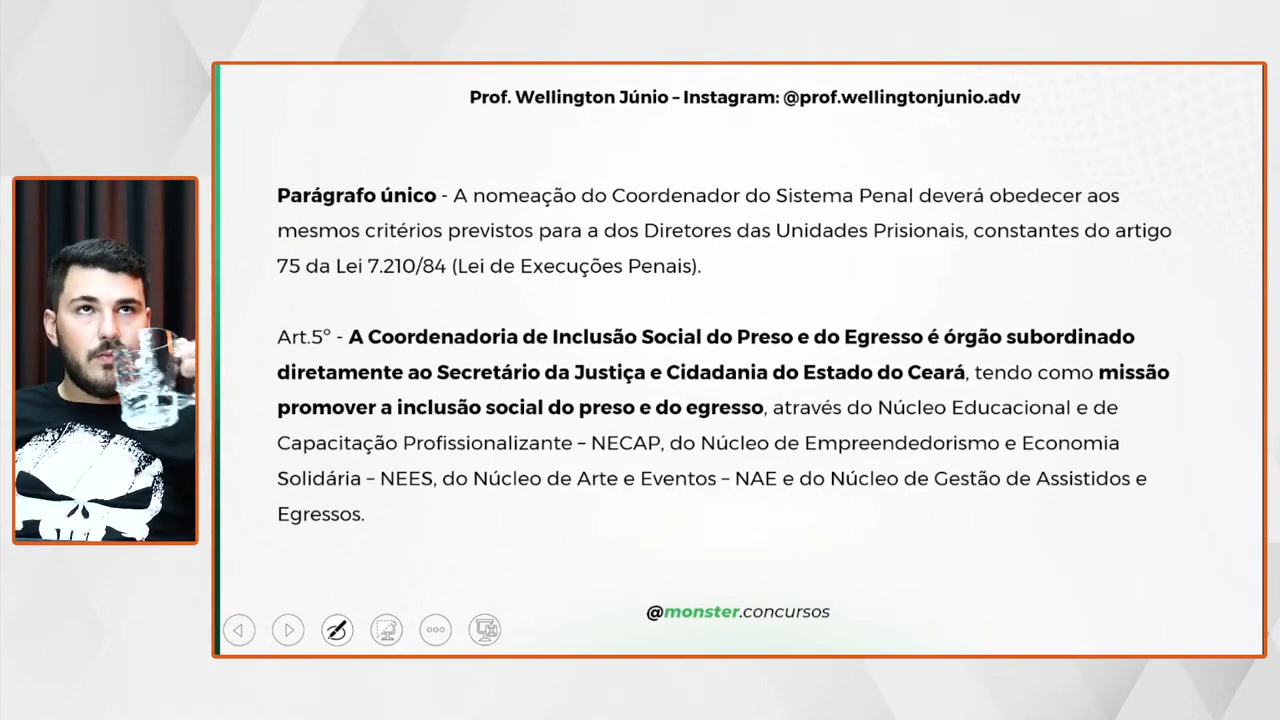 Prof. Wellington Júnio – Instagram: @prof.wellingtonjunio.adv
Parágrafo único - A nomeação do Coordenador do Sistema Penal deverá obedecer aos
mesmos critérios previstos para a dos Diretores das Unidades Prisionais, constantes do artigo
75 da Lei 7.210/84 (Lei de Execuções Penais).
Art.5º - A Coordenadoria de Inclusão Social do Preso e do Egresso é órgão subordinado
diretamente ao Secretário da Justiça e Cidadania do Estado do Ceará, tendo como missão
promover a inclusão social do preso e do egresso, através do Núcleo Educacional e de
Capacitação Profissionalizante – NECAP, do Núcleo de Empreendedorismo e Economia
Solidária – NEES, do Núcleo de Arte e Eventos – NAE e do Núcleo de Gestão de Assistidos e
Egressos.
@monster.concursos